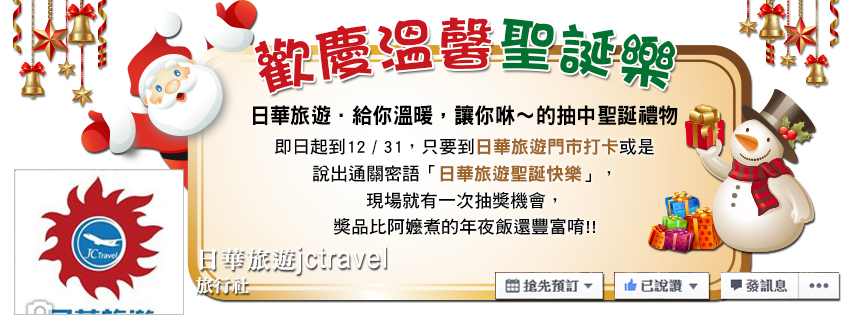 歡慶溫馨聖誕樂
日華旅遊．給你溫暖，讓你咻～的抽中聖誕禮物
即日起到12 / 31，只要到日華旅遊門市打卡或是
說出通關密語「日華旅遊聖誕快樂」，
現場就有一次抽獎機會，
獎品比阿嬤煮的年夜飯還豐富唷!!
JC Travel
日華旅遊jctravel
旅行社
搶先預訂
已說讚
發訊息